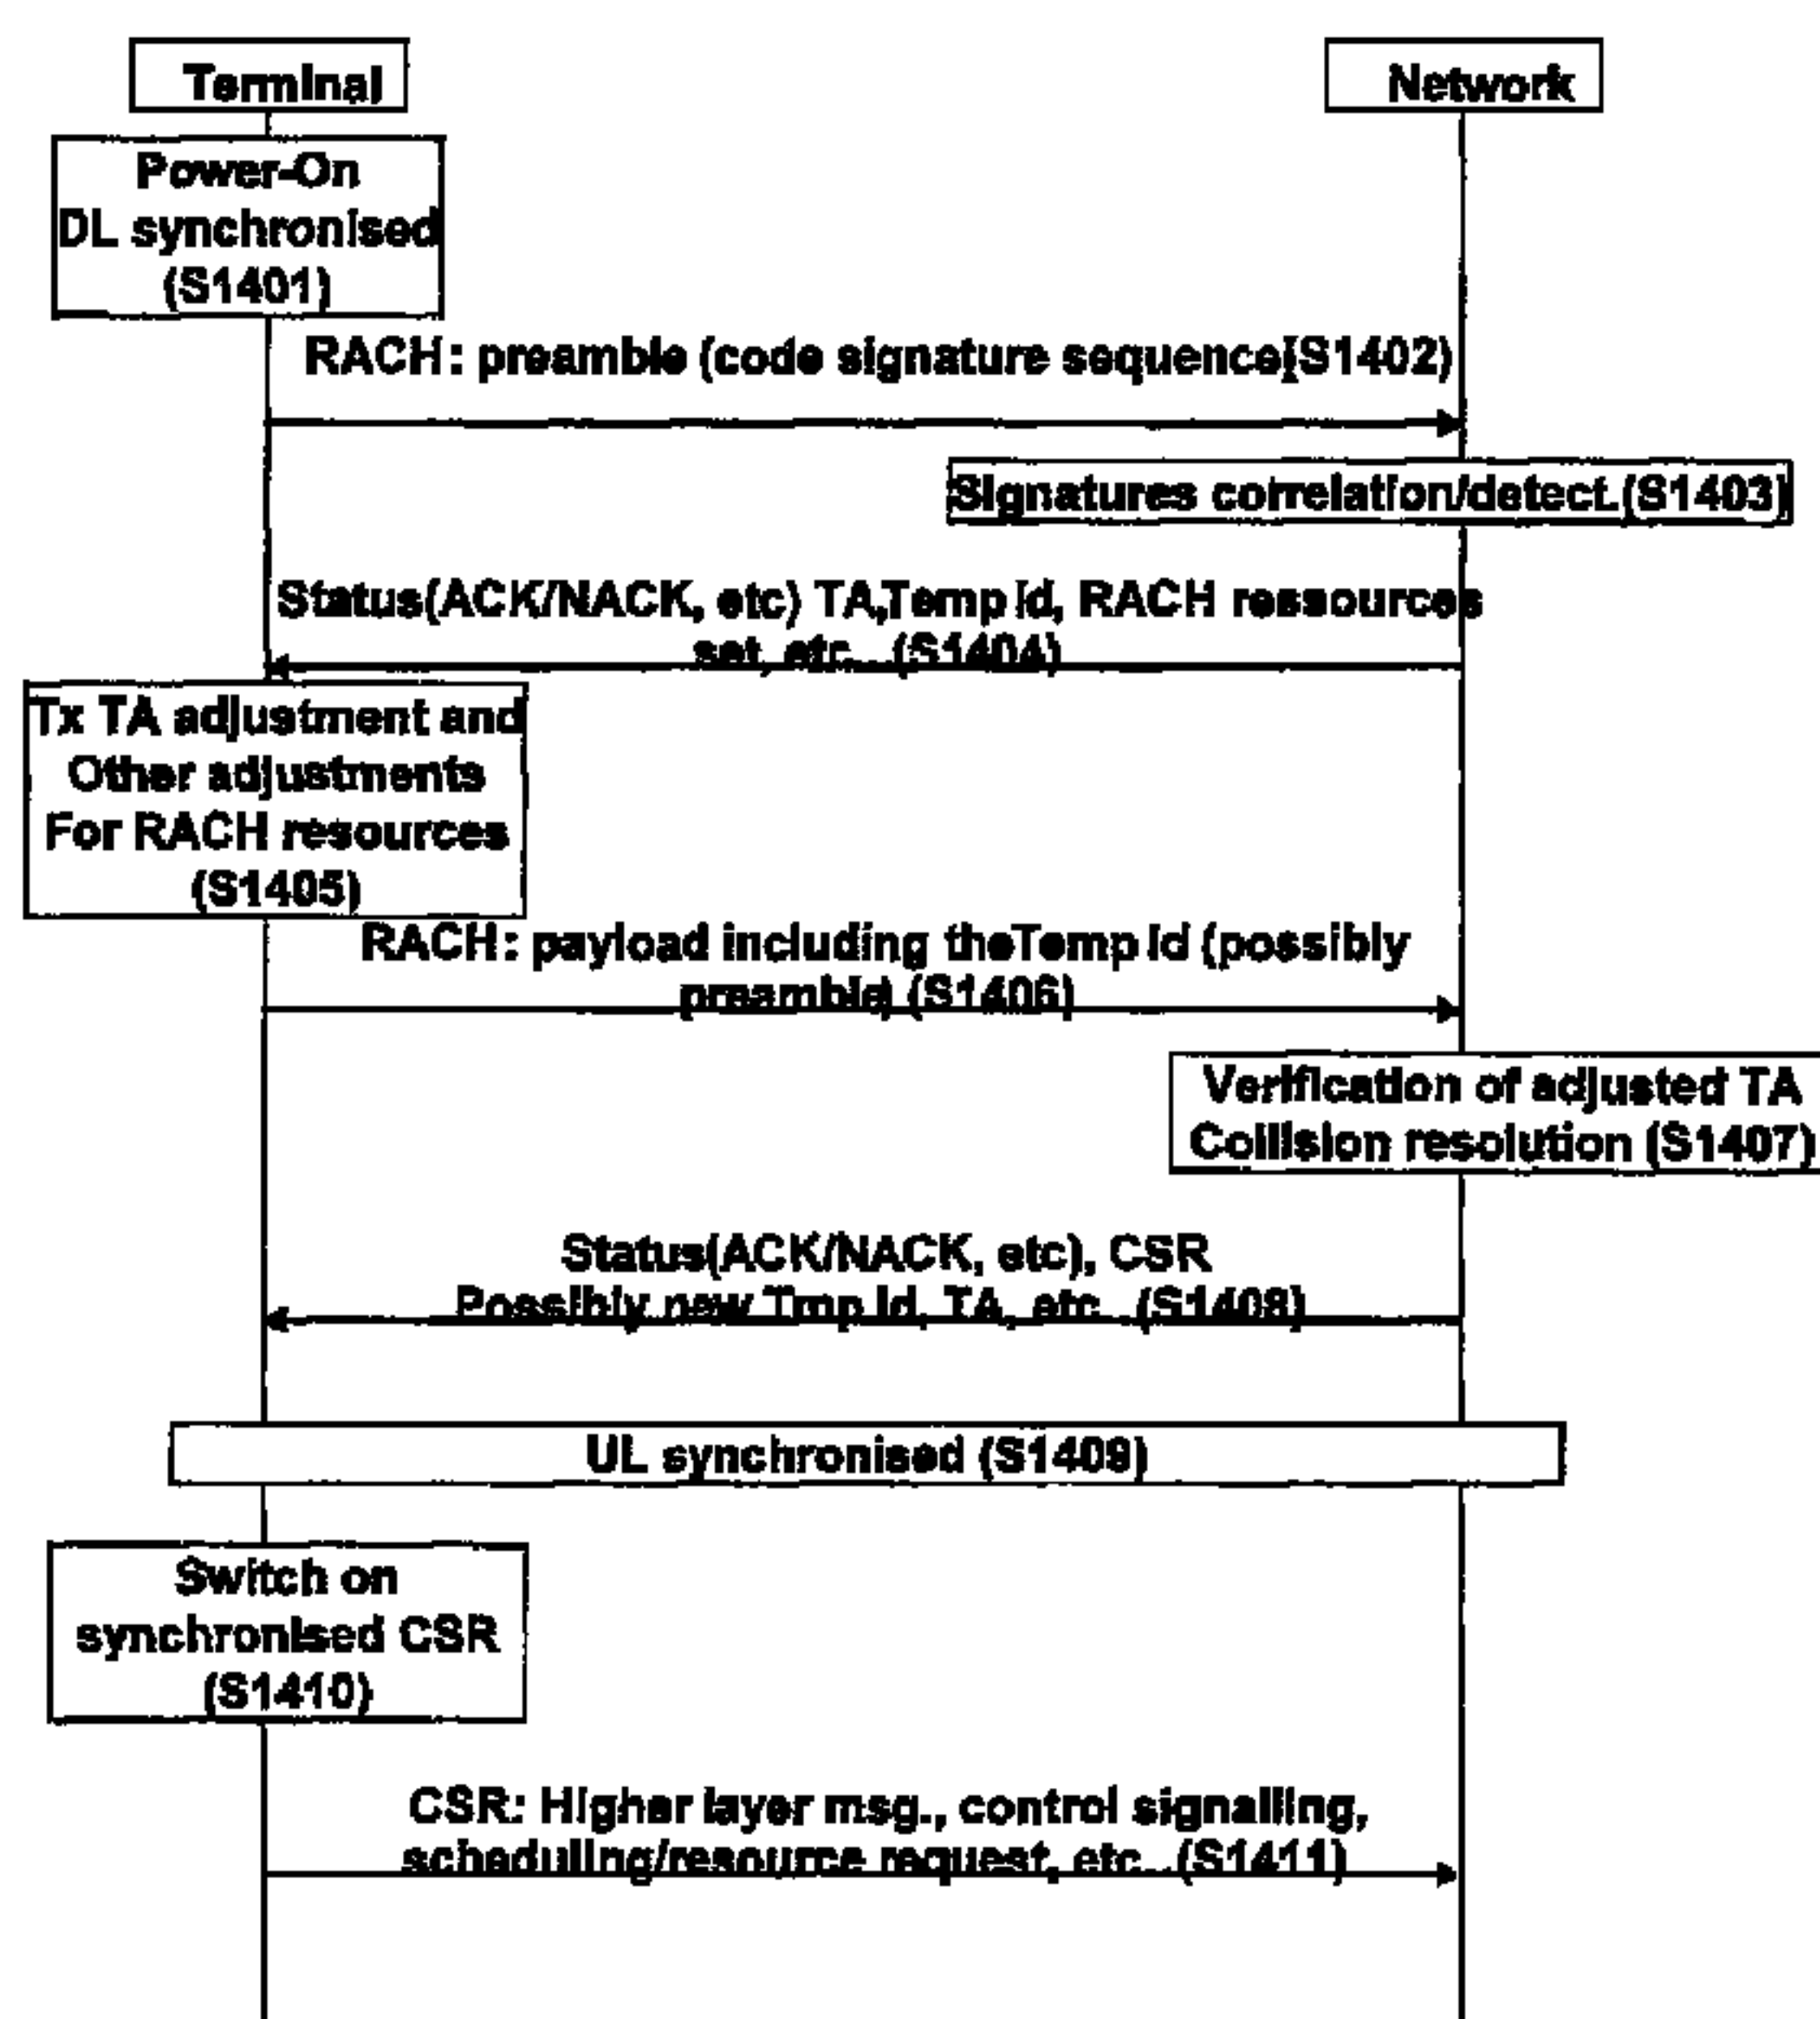 Terminal
Network
Power-On
DL synchronised
(S1401)
RACH: preamble (code signature sequence)(S1402)
Signatures correlation/detect.(S1403)
Status(ACK/NACK, etc) TA,Temp Id, RACH ressources
set, etc.. (S1404)
Tx TA adjustment and
Other adjustments
For RACH resources
(S1405)
RACH: payload including theTemp Id (possibly
preamble) (S1406)
Verification of adjusted TA
Collision resolution (S1407)
Status(ACK/NACK, etc), CSR
Possibly new Tmp Id, TA, etc.. (S1408)
UL synchronised (S1409)
Switch on
synchronised CSR
(S1410)
CSR: Higher layer msg., control signalling,
scheduling/resource request, etc.. (S1411)